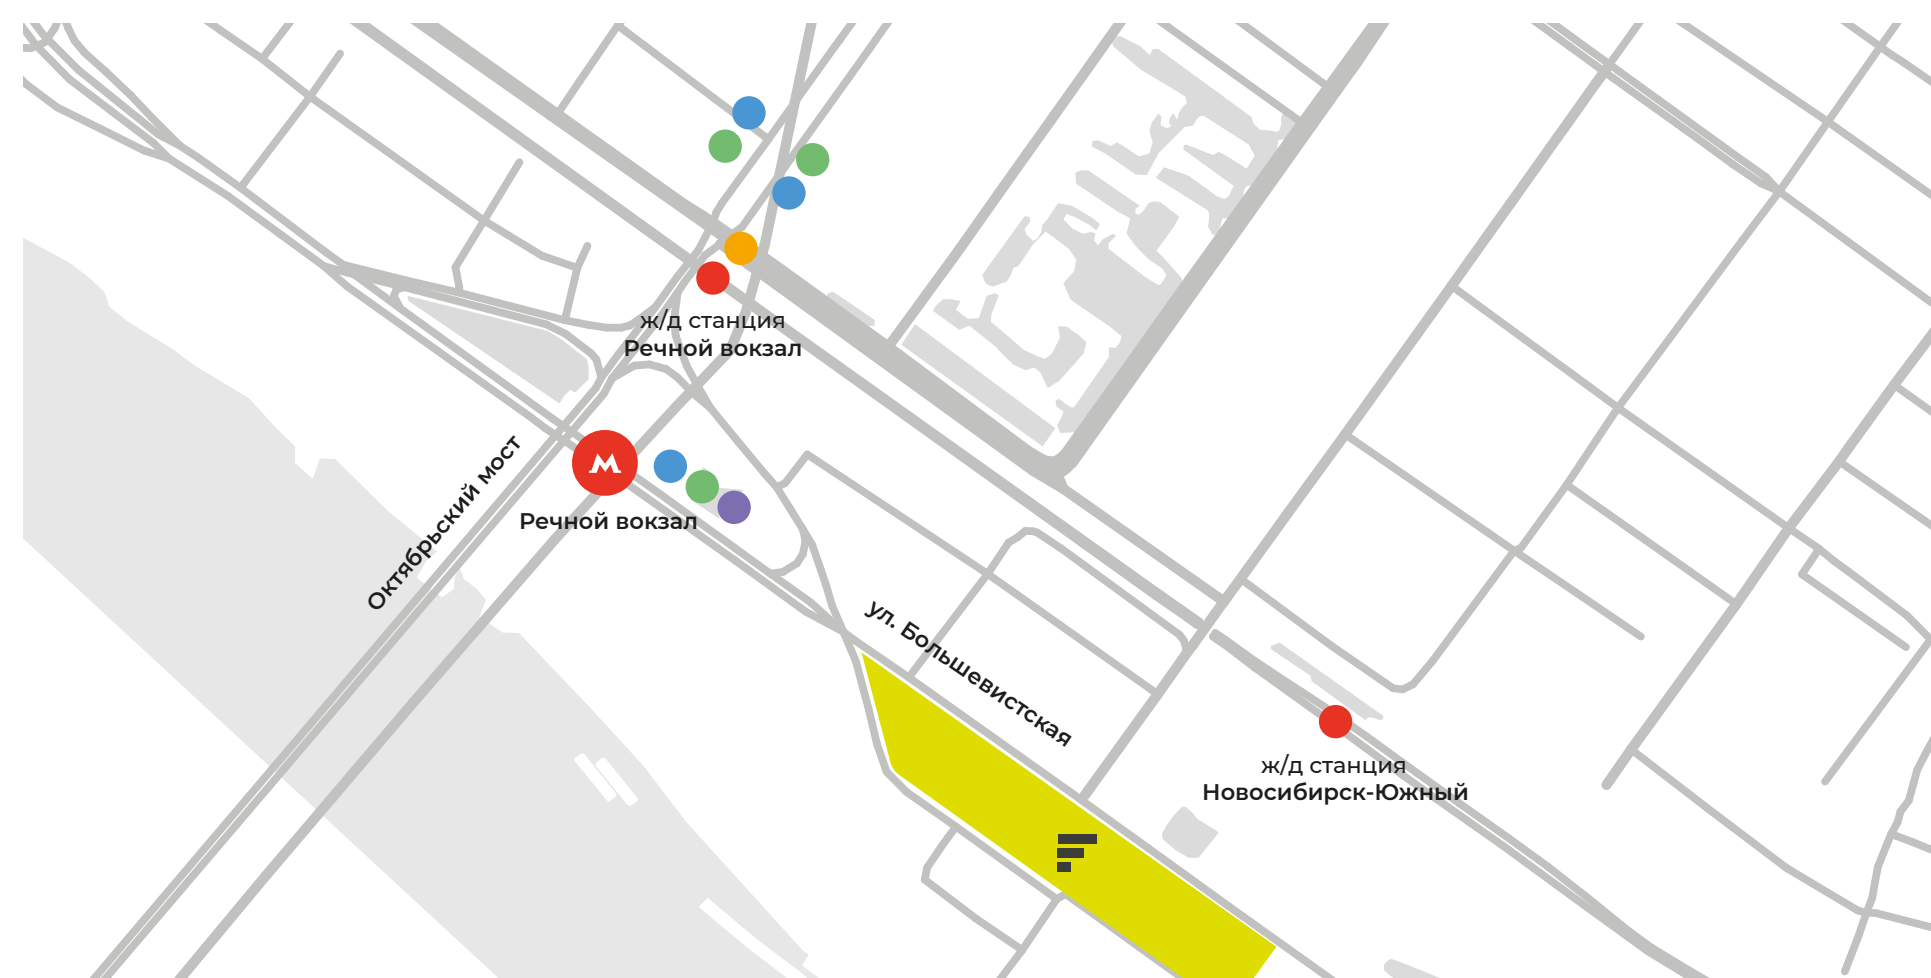 ж/д станция
Речной вокзал
М
Речной вокзал
Октябрьский мост
ул. Большевистская
ж/д станция
Новосибирск-Южный